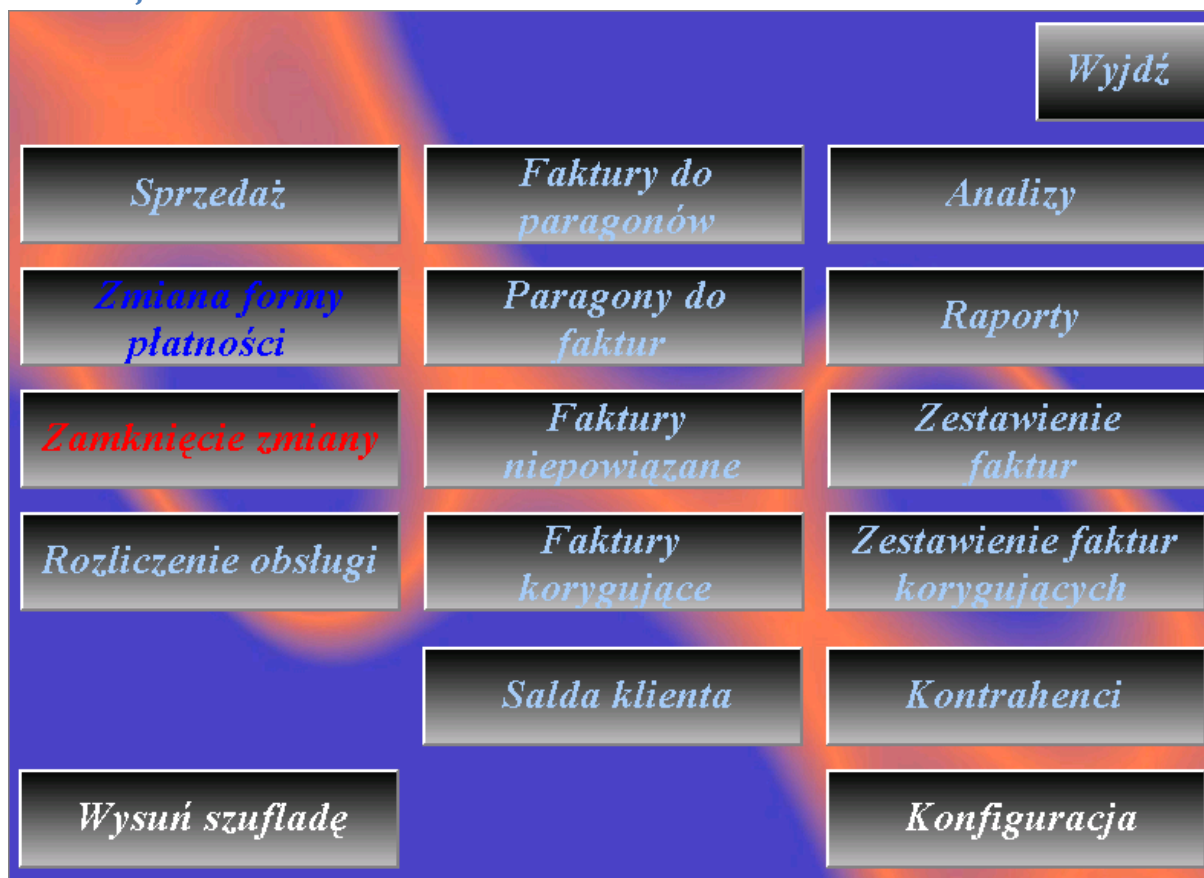 Wyjdź
Sprzedaż
Faktury do
paragonów
Analizy
Zmiana formy
płatności
Paragony do
faktur
Raporty
Zamknięcie zmiany
Faktury
niepowiązane
Zestawienie
faktur
Rozliczenie obsługi
Faktury
korygujące
Zestawienie faktur
korygujących
Salda klienta
Kontrahenci
Wysuń szufladę
Konfiguracja